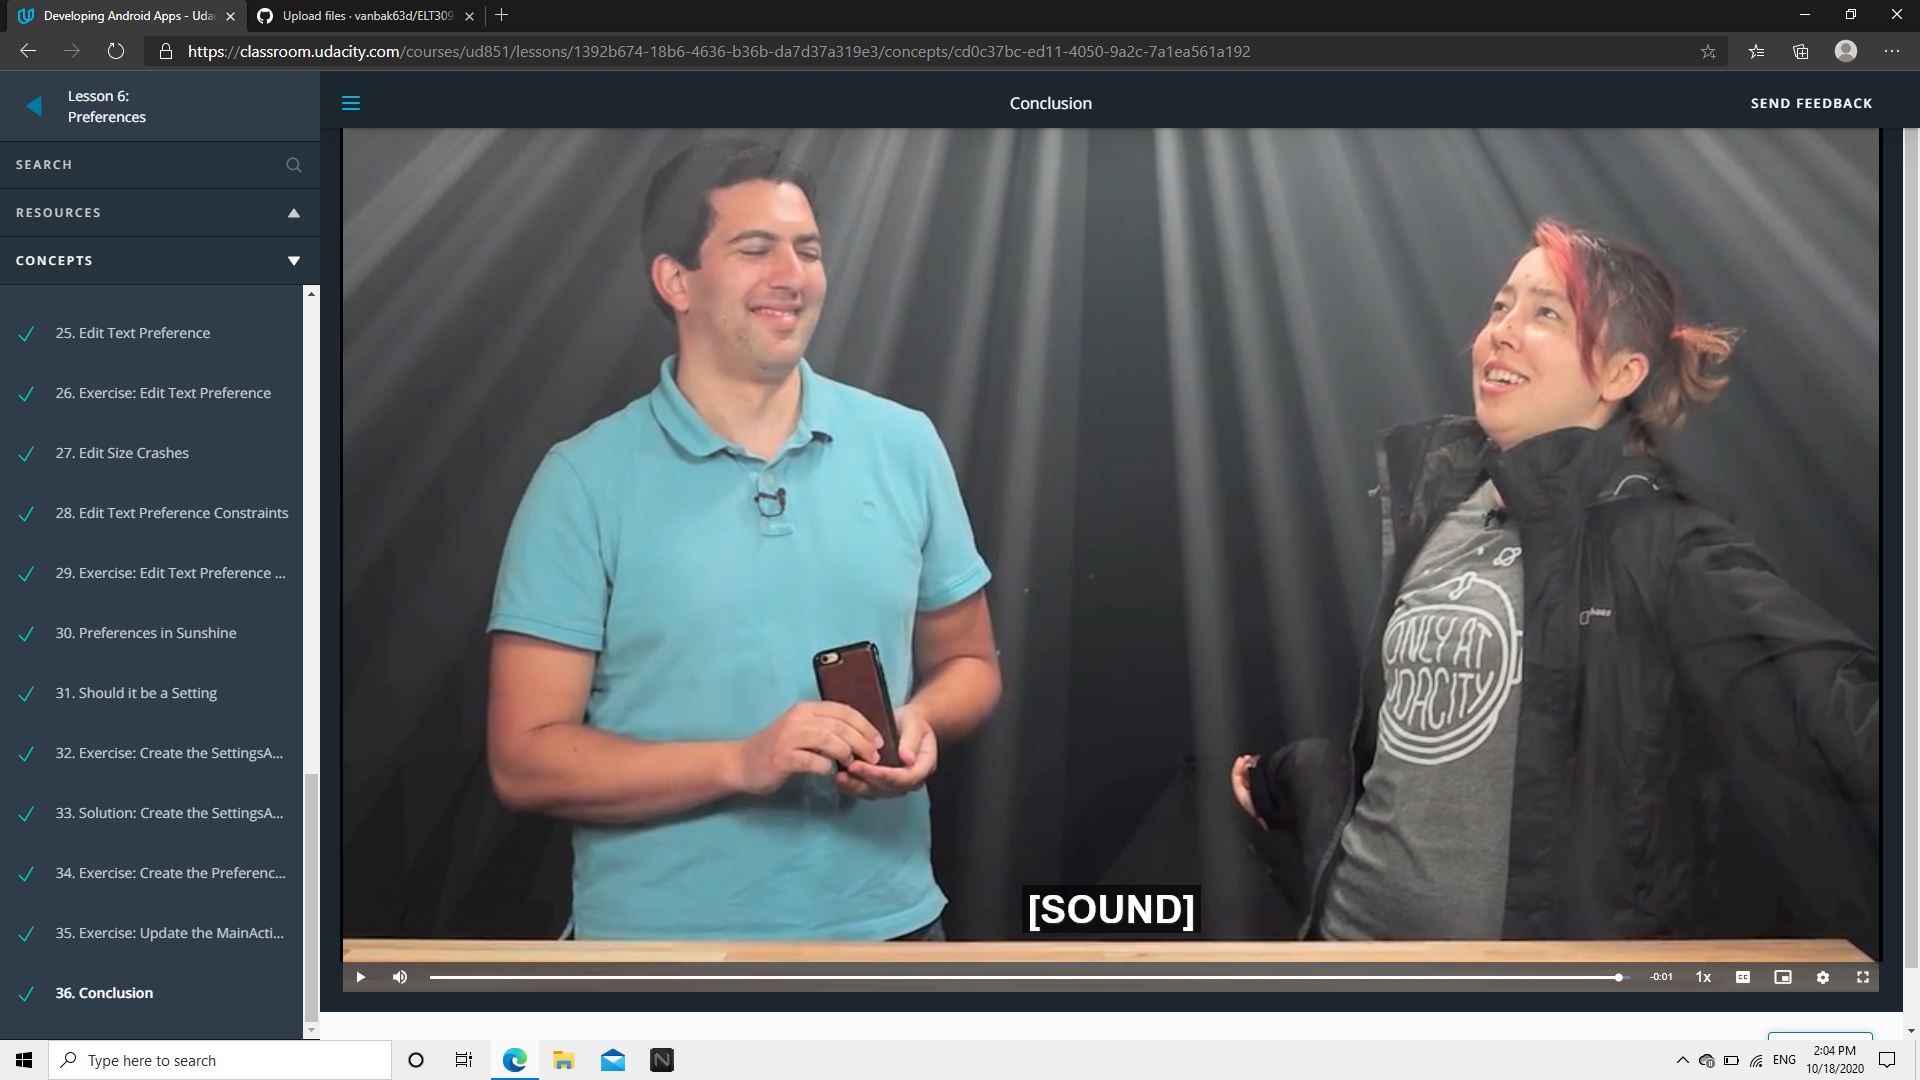 Developing Android Apps - Uda
Upload files · vanbak63d/ELT309
https://classroom.udacity.com/courses/ud851/lessons/1392b674-18b6-4636-b36b-da7d37a319e3/concepts/cd0c37bc-ed11-4050-9a2c-7a1ea561a192
Lesson 6:
Preferences
Conclusion
SEND FEEDBACK
SEARCH
RESOURCES
CONCEPTS
25. Edit Text Preference
26. Exercise: Edit Text Preference
27. Edit Size Crashes
28. Edit Text Preference Constraints
29. Exercise: Edit Text Preference ...
30. Preferences in Sunshine
31. Should it be a Setting
32. Exercise: Create the SettingsA...
33. Solution: Create the SettingsA...
34. Exercise: Create the Preferenc...
35. Exercise: Update the MainActi...
36. Conclusion
ONLY AT
UDACITY
[SOUND]
-0:01
1x
CC
Type here to search
ENG
2:04 PM
10/18/2020